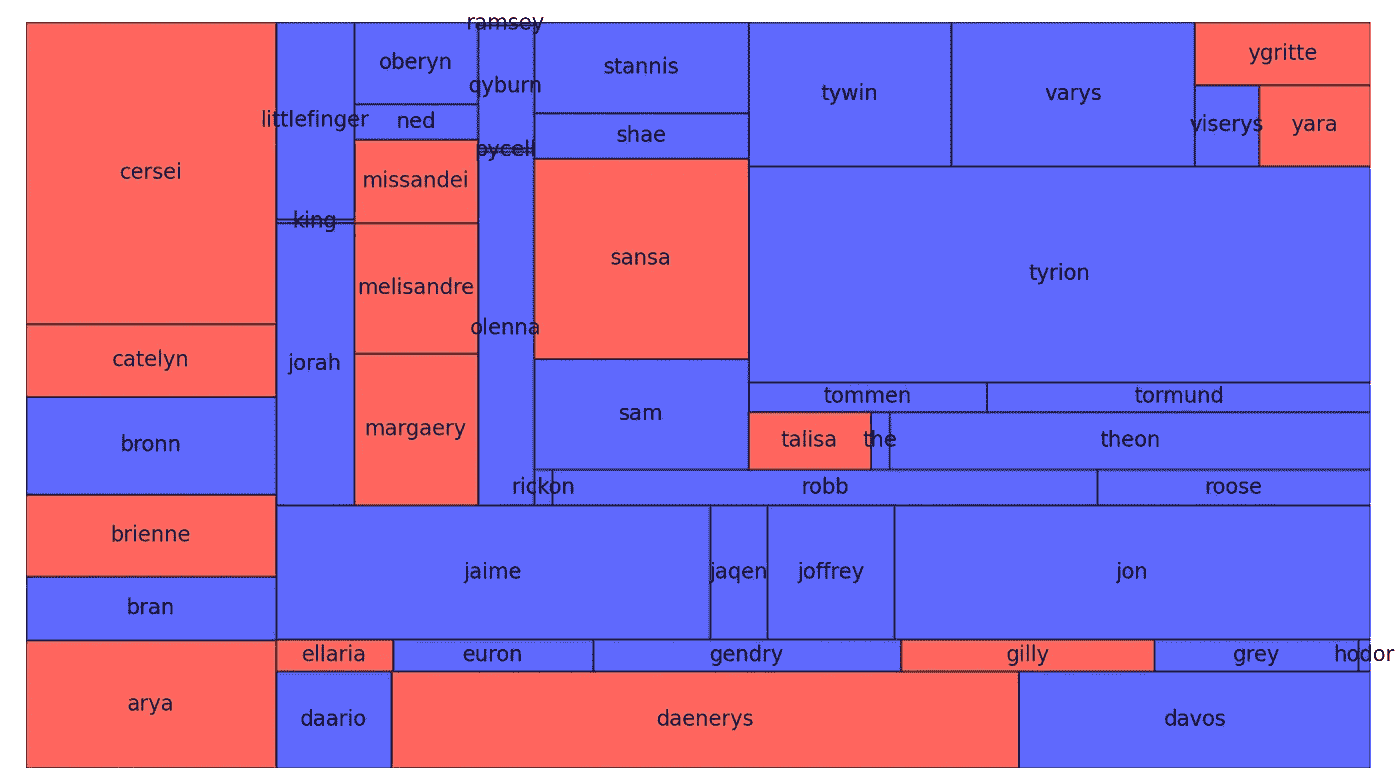 ramsey
oberyn
stannis
ygritte
qyburn
tywin
varys
littlefinger
ned
shae
viserys
yara
pycell
cersei
missandei
king
sansa
tyrion
melisandre
olenna
catelyn
jorah
tommen
tormund
margaery
sam
bronn
talisa
the
theon
rickon
robb
roose
brienne
jaime
jaqen
joffrey
jon
bran
ellaria
euron
gendry
gilly
grey
hodor
arya
daario
daenerys
davos